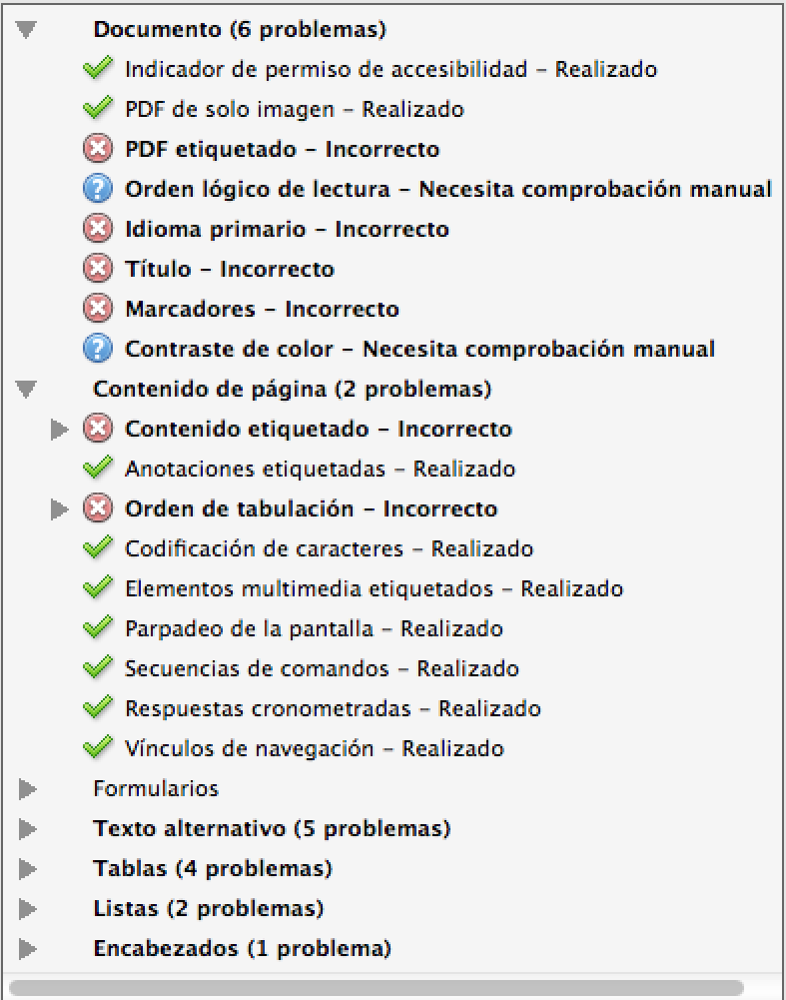 Documento (6 problemas)
Indicador de permiso de accesibilidad – Realizado
PDF de solo imagen – Realizado
PDF etiquetado – Incorrecto
Orden lógico de lectura – Necesita comprobación manual
Idioma primario – Incorrecto
Título – Incorrecto
Marcadores – Incorrecto
Contraste de color – Necesita comprobación manual
Contenido de página (2 problemas)
Contenido etiquetado – Incorrecto
Anotaciones etiquetadas – Realizado
Orden de tabulación – Incorrecto
Codificación de caracteres – Realizado
Elementos multimedia etiquetados – Realizado
Parpadeo de la pantalla – Realizado
Secuencias de comandos – Realizado
Respuestas cronometradas – Realizado
Vínculos de navegación – Realizado
Formularios
Texto alternativo (5 problemas)
Tablas (4 problemas)
Listas (2 problemas)
Encabezados (1 problema)